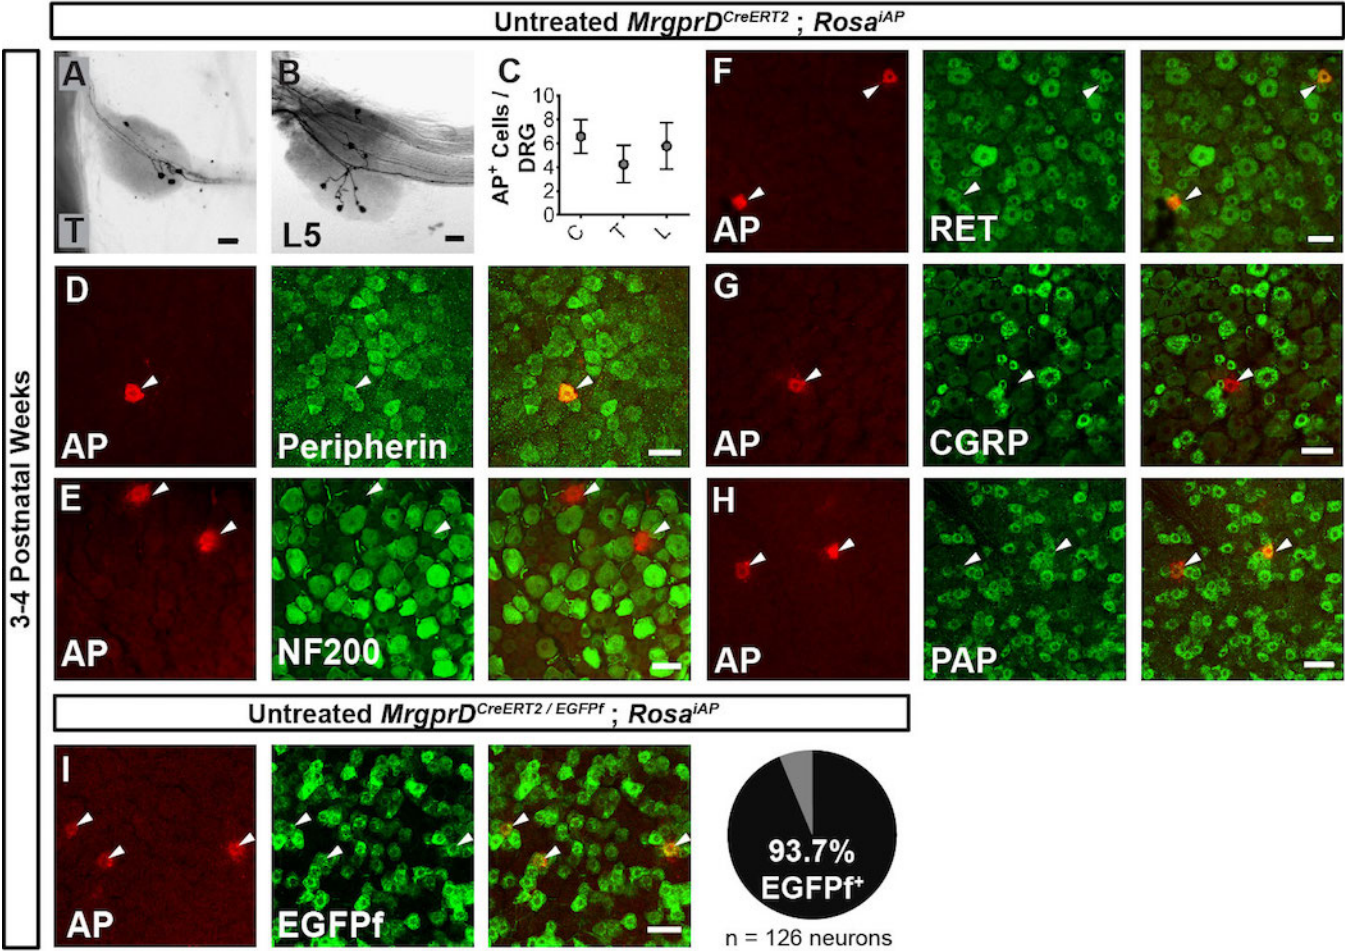 Untreated MrgprD^CreERT2 ; Rosa^iAP
3-4 Postnatal Weeks
A
T
B
L5
C
AP+ Cells /
DRG
10
8
6
4
2
0
C
T
L
F
AP
RET
D
AP
Peripherin
G
AP
CGRP
E
AP
NF200
H
AP
PAP
Untreated MrgprD^CreERT2 / EGFPf ; Rosa^iAP
I
AP
EGFPf
93.7%
EGFPf+
n = 126 neurons